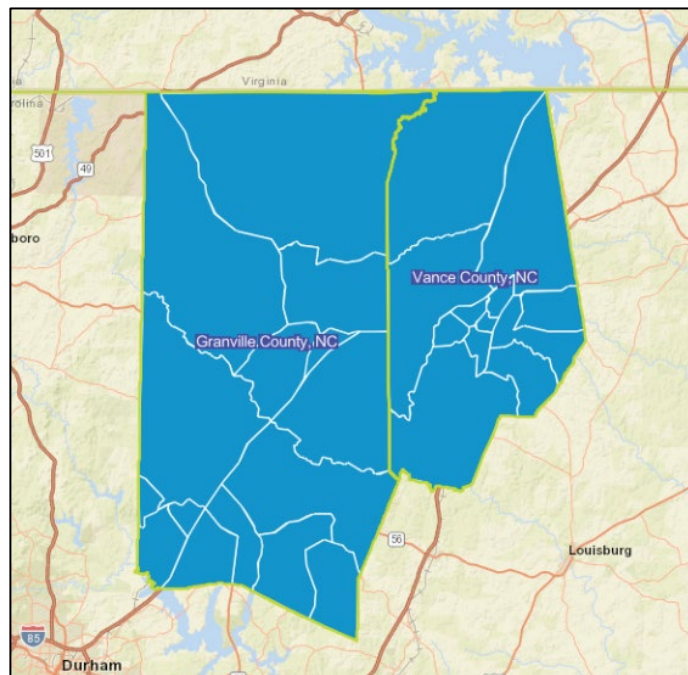 Virginia
rolina
501
49
boro
Vance County, NC
Granville County, NC
56
Louisburg
85
Durham